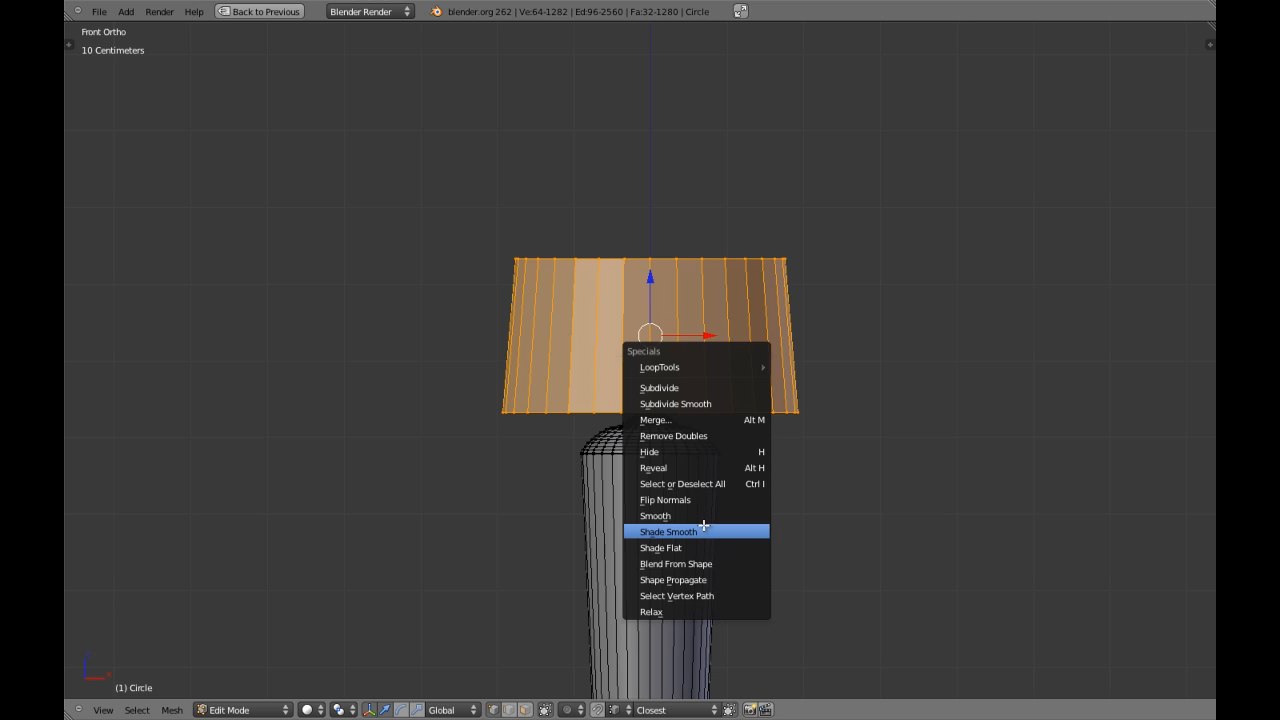 File Add Render Help Back to Previous Blender Render blender.org 262 | Ve:64-1282 | Ed:96-2560 | Fa:32-1280 | Circle
Front Ortho
10 Centimeters
Specials
LoopTools
Subdivide
Subdivide Smooth
Merge... Alt M
Remove Doubles
Hide H
Reveal Alt H
Select or Deselect All Ctrl I
Flip Normals
Smooth
Shade Smooth
Shade Flat
Blend From Shape
Shape Propagate
Select Vertex Path
Relax
(1) Circle
View Select Mesh Edit Mode Global Closest